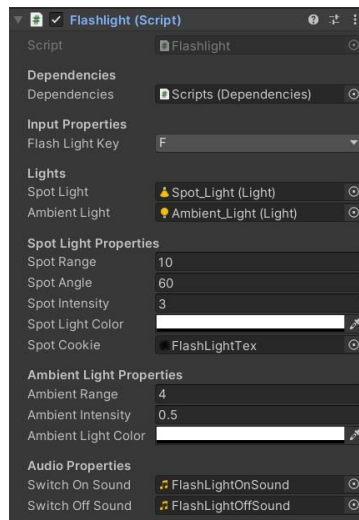 Flashlight (Script)
Script Flashlight
Dependencies
Dependencies Scripts (Dependencies)
Input Properties
Flash Light Key F
Lights
Spot Light Spot_Light (Light)
Ambient Light Ambient_Light (Light)
Spot Light Properties
Spot Range 10
Spot Angle 60
Spot Intensity 3
Spot Light Color
Spot Cookie FlashLightTex
Ambient Light Properties
Ambient Range 4
Ambient Intensity 0.5
Ambient Light Color
Audio Properties
Switch On Sound FlashLightOnSound
Switch Off Sound FlashLightOffSound